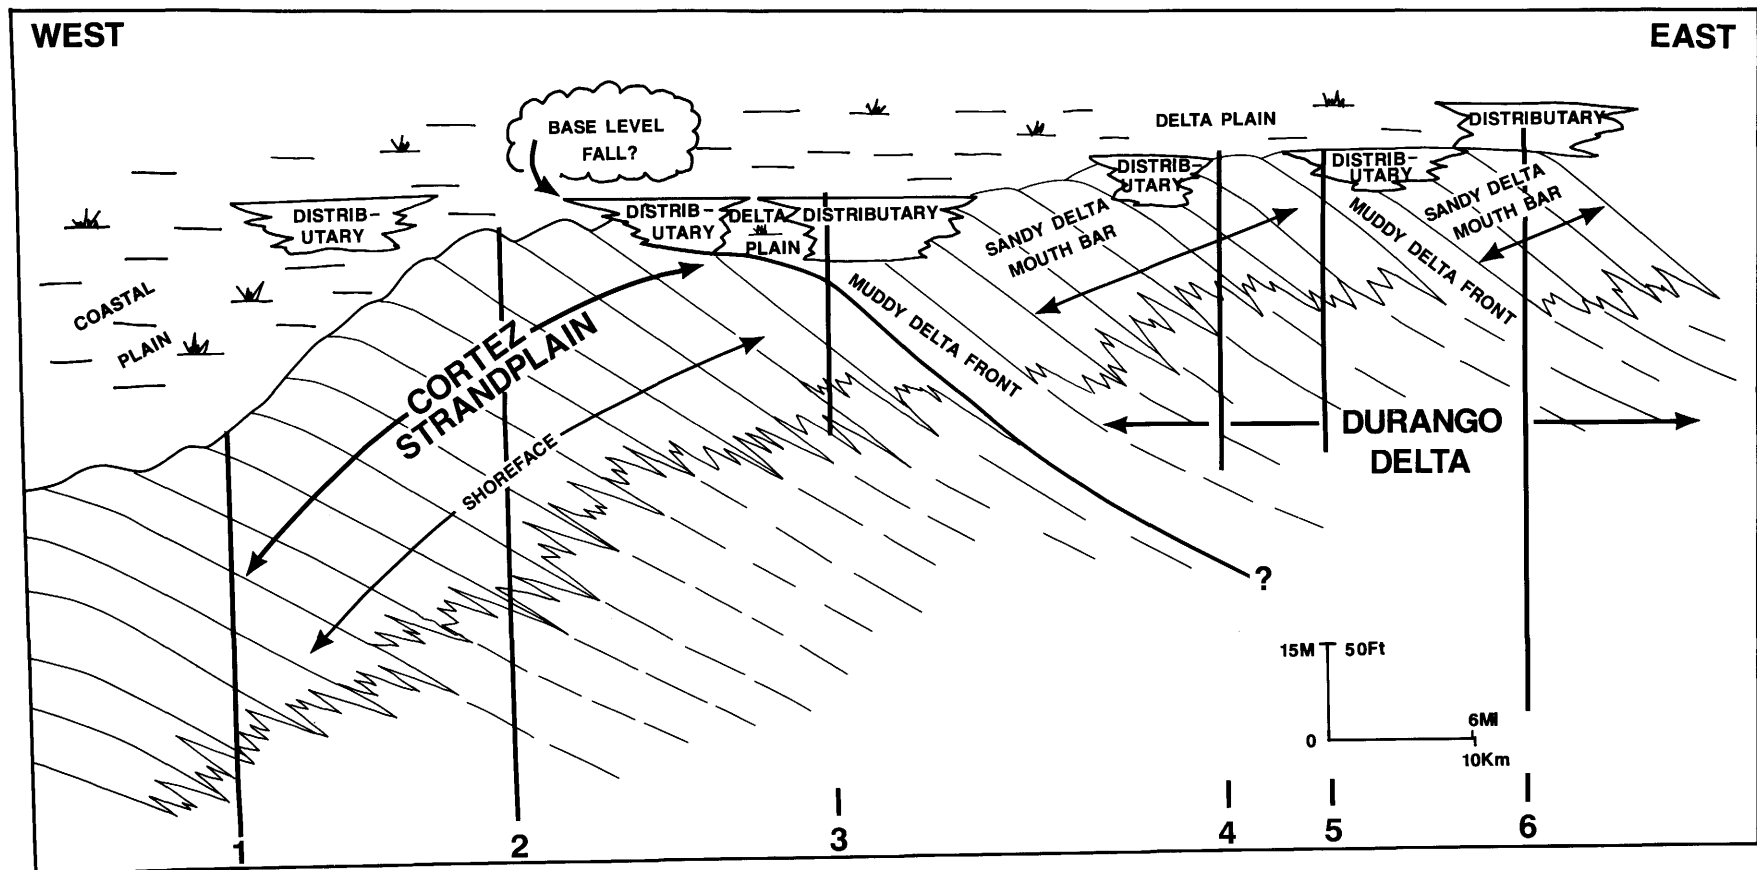 WEST
EAST
BASE LEVEL
FALL?
DELTA PLAIN
DISTRIBUTARY
DISTRIB-
UTARY
DISTRIB-
UTARY
DISTRIB-
UTARY
DISTRIB-
UTARY
DELTA
PLAIN
DISTRIBUTARY
SANDY DELTA
MOUTH BAR
SANDY DELTA
MOUTH BAR
MUDDY DELTA FRONT
MUDDY DELTA FRONT
COASTAL
PLAIN
CORTEZ
STRANDPLAIN
SHOREFACE
DURANGO
DELTA
?
15M 50Ft
0
6MI
10Km
1
2
3
4
5
6